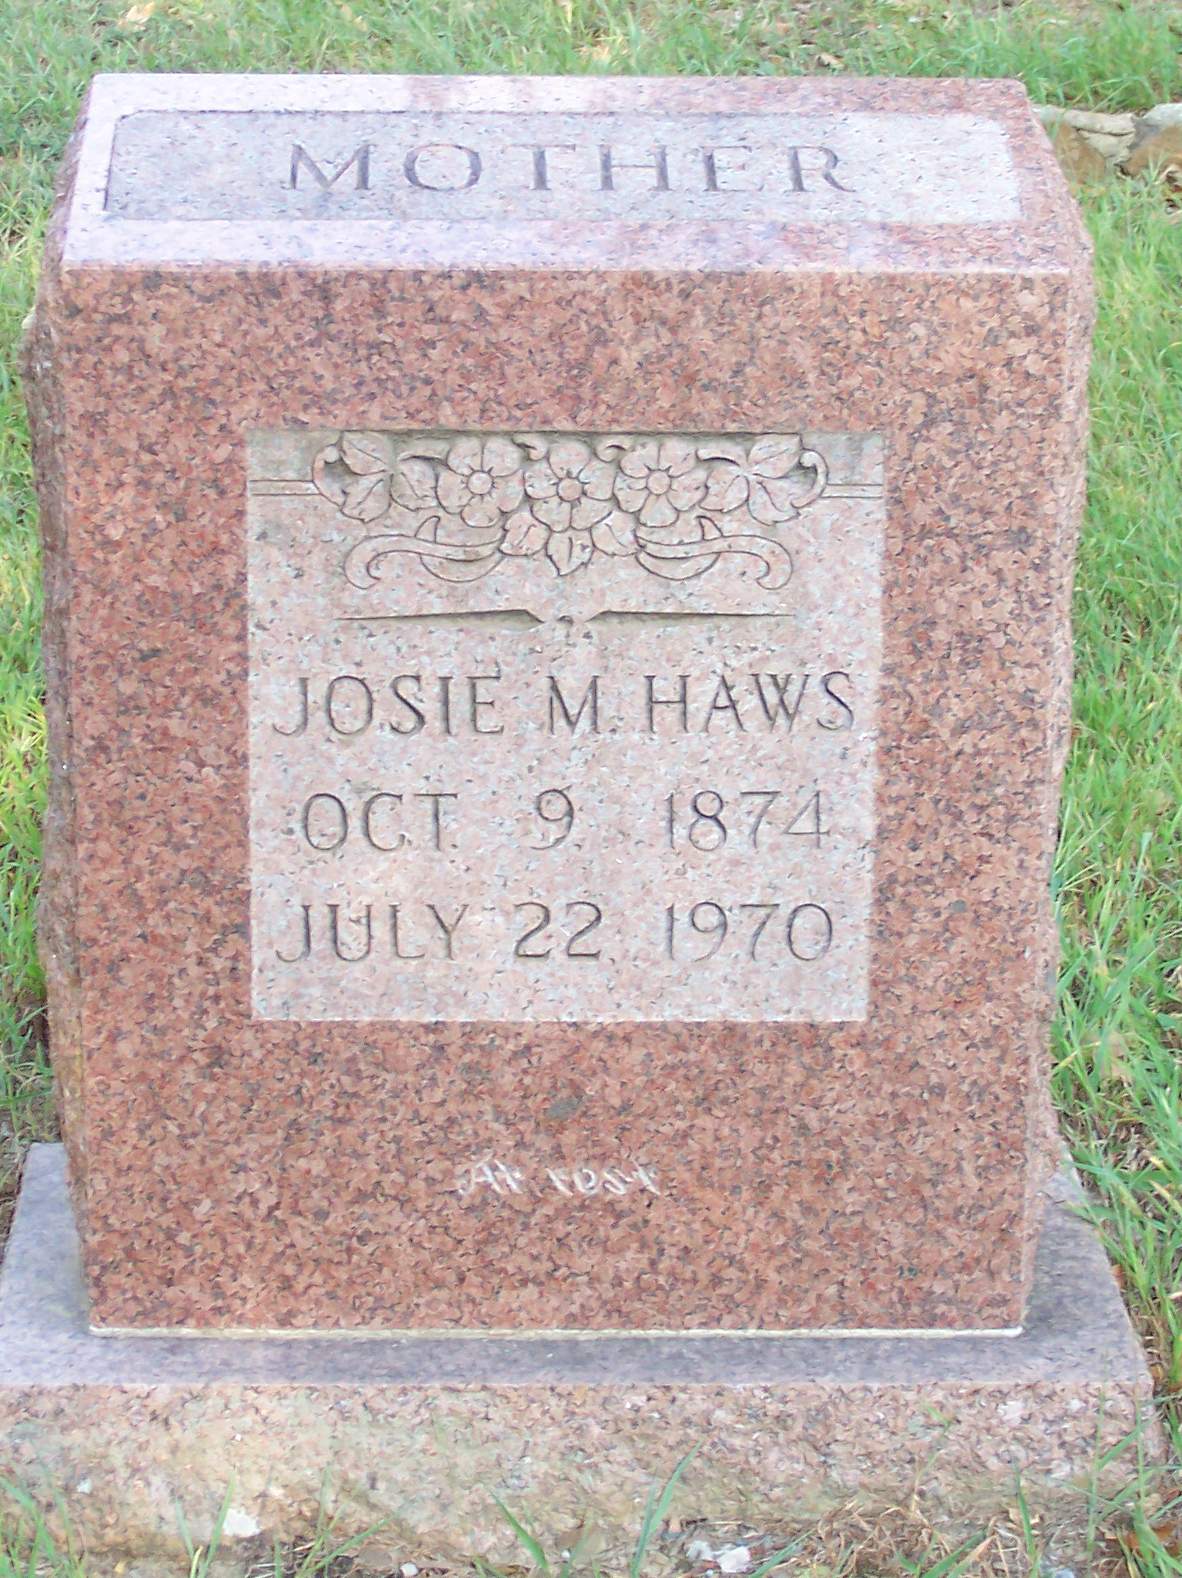 MOTHER
JOSIE M. HAWS
OCT. 9. 1874
JULY 22, 1970
At rest